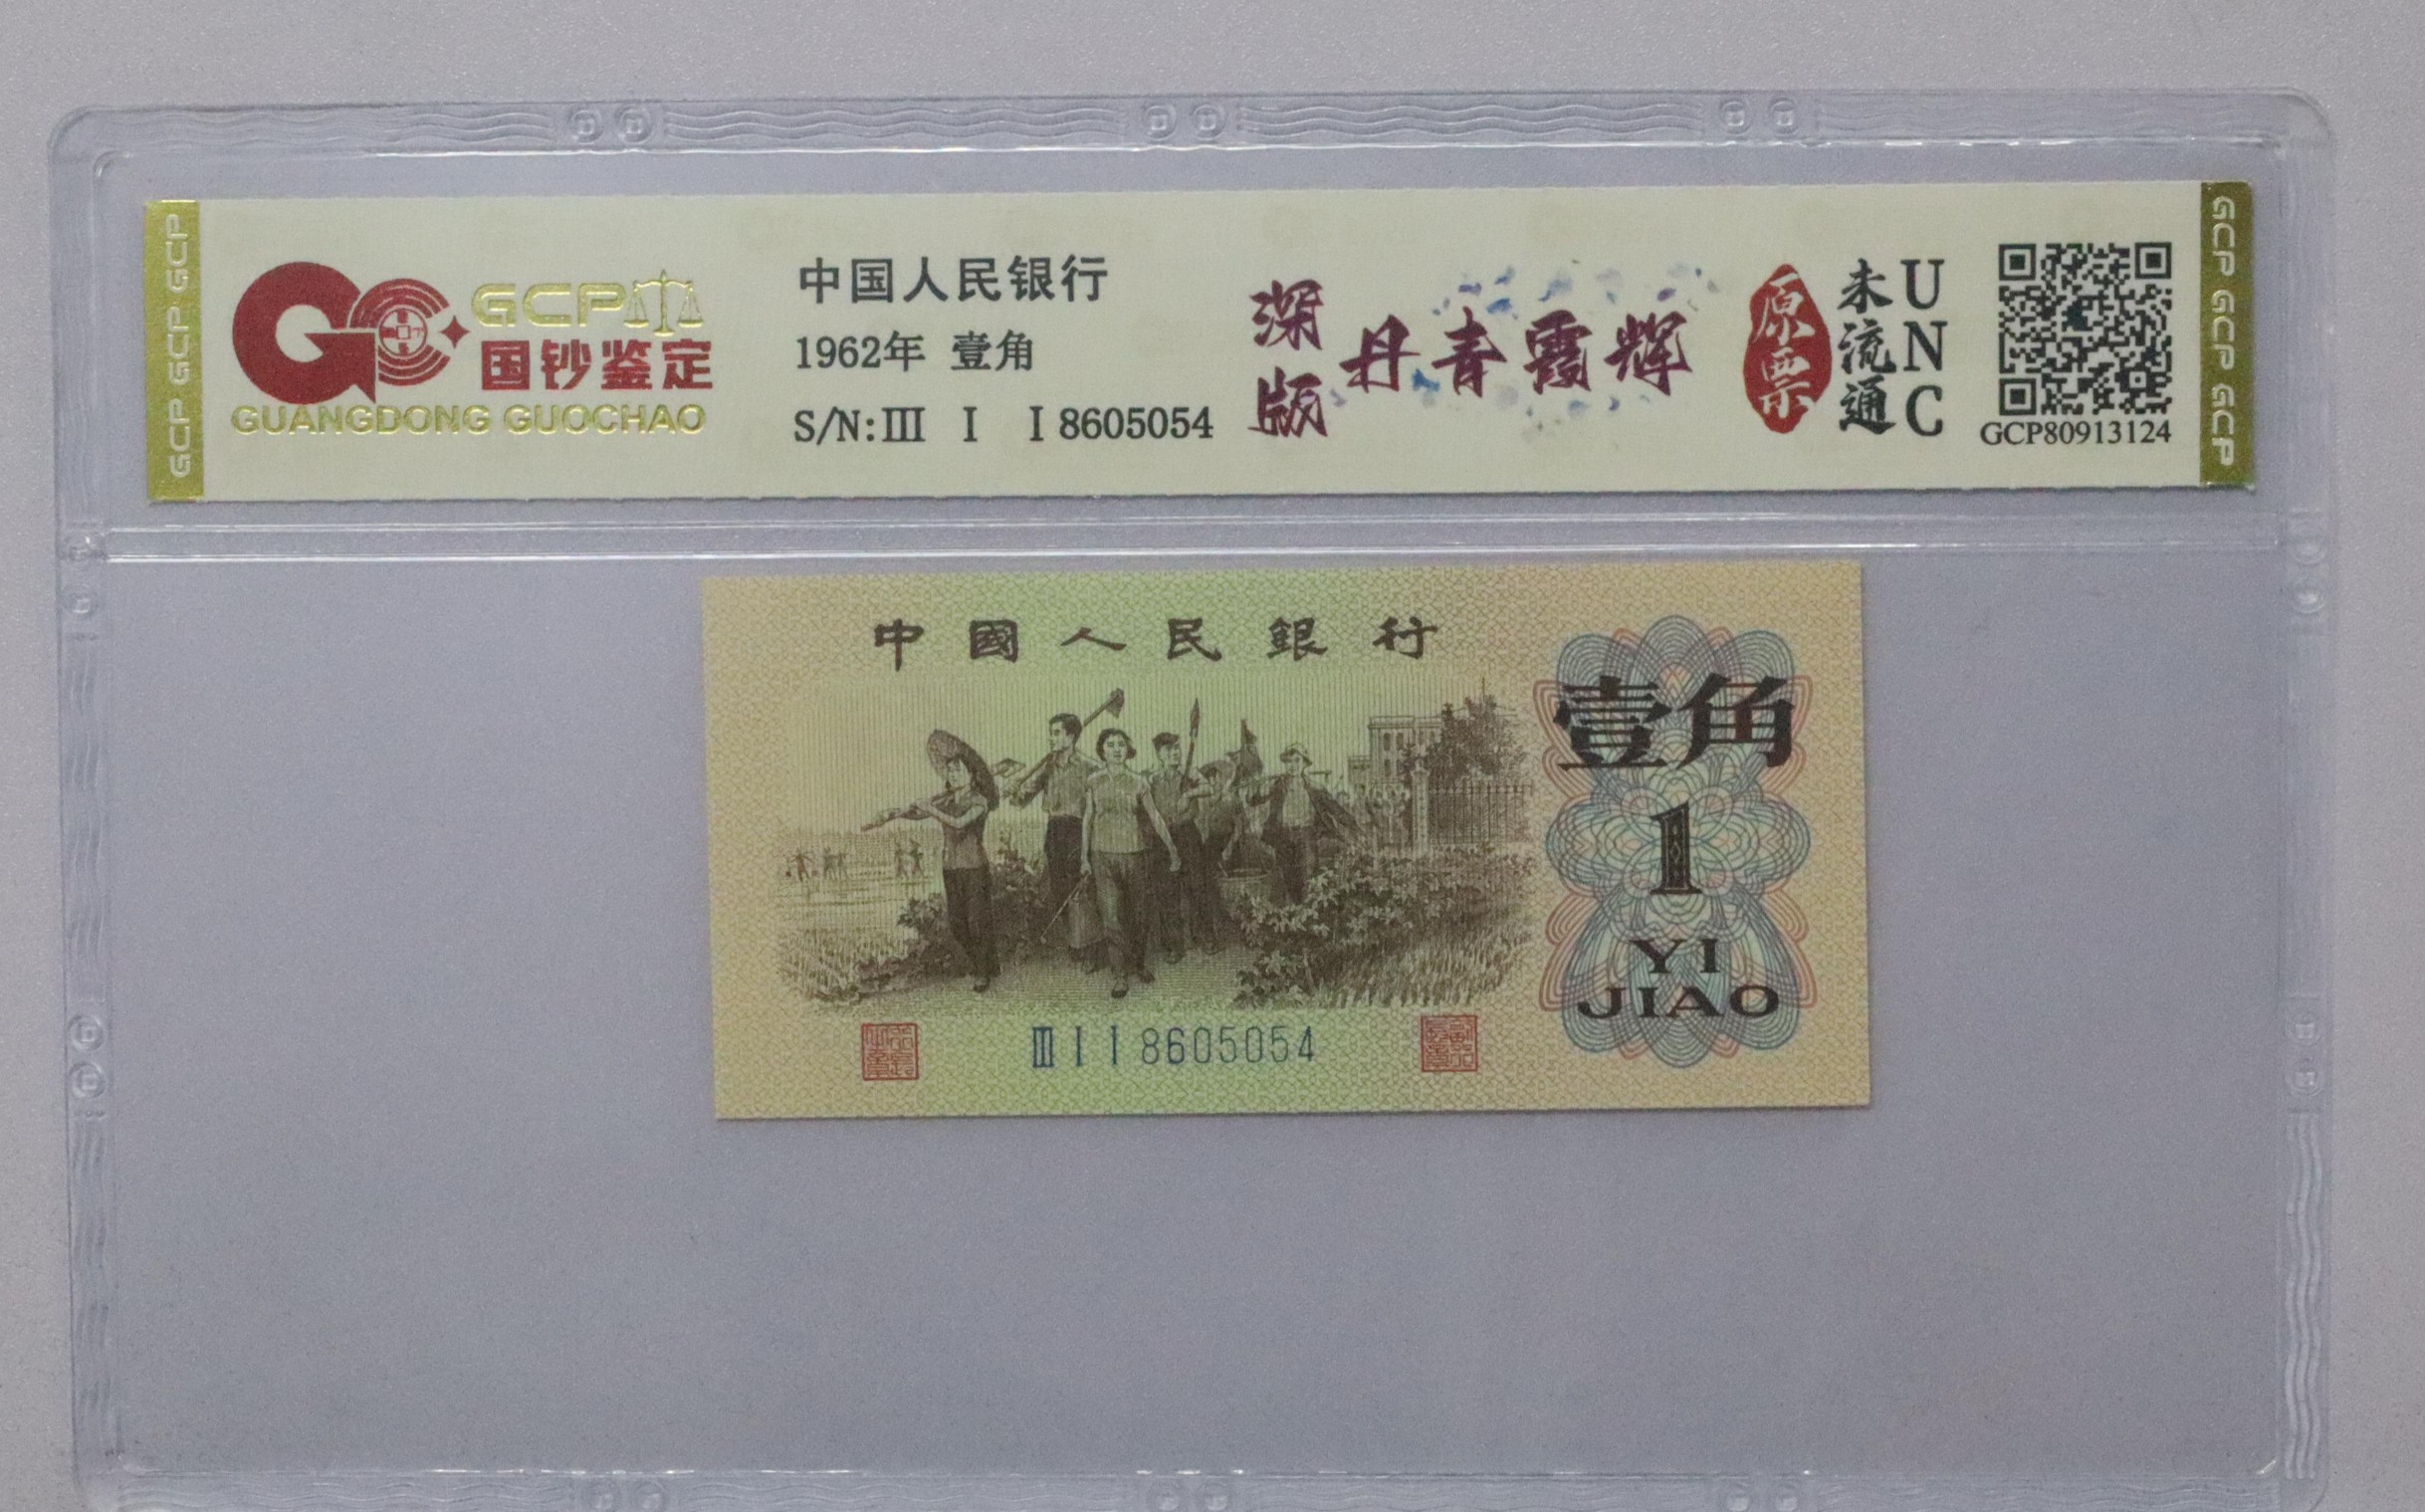 GCP GCP GCP
GCP
国钞鉴定
GUANGDONG GUOCHAO
中国人民银行
1962年 壹角
S/N:Ⅲ Ⅰ Ⅰ 8605054
深版
丹青霞辉
原票
未流通
UNC
GCP80913124
GCP GCP GCP
中國人民銀行
壹角
1
YI
JIAO
Ⅲ Ⅰ Ⅰ 8605054